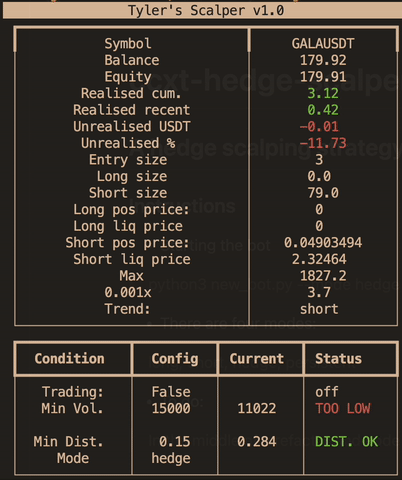 Tyler's Scalper v1.0
Symbol GALAUSDT
Balance 179.92
Equity 179.91
Realised cum. 3.12
Realised recent 0.42
Unrealised USDT -0.01
Unrealised % -11.73
Entry size 3
Long size 0.0
Short size 79.0
Long pos price: 0
Long liq price 0
Short pos price: 0.04903494
Short liq price 2.32464
Max 1827.2
0.001x 3.7
Trend: short
Condition Config Current Status
Trading: False off
Min Vol. 15000 11022 TOO LOW
Min Dist. 0.15 0.284 DIST. OK
Mode hedge